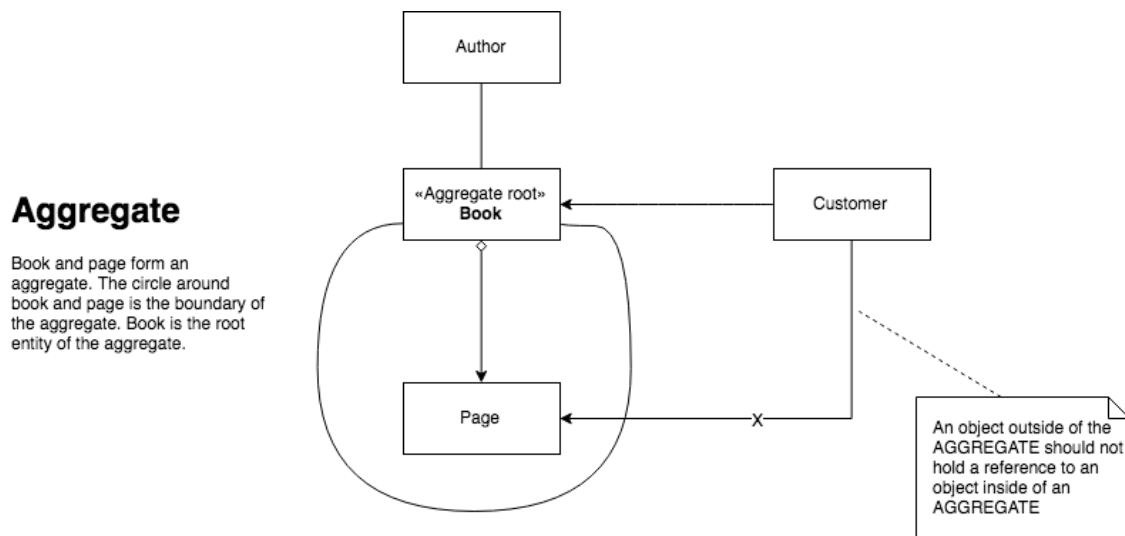 Author
«Aggregate root»
Book
Customer
Aggregate
Book and page form an
aggregate. The circle around
book and page is the boundary of
the aggregate. Book is the root
entity of the aggregate.
Page
X
An object outside of the
AGGREGATE should not
hold a reference to an
object inside of an
AGGREGATE